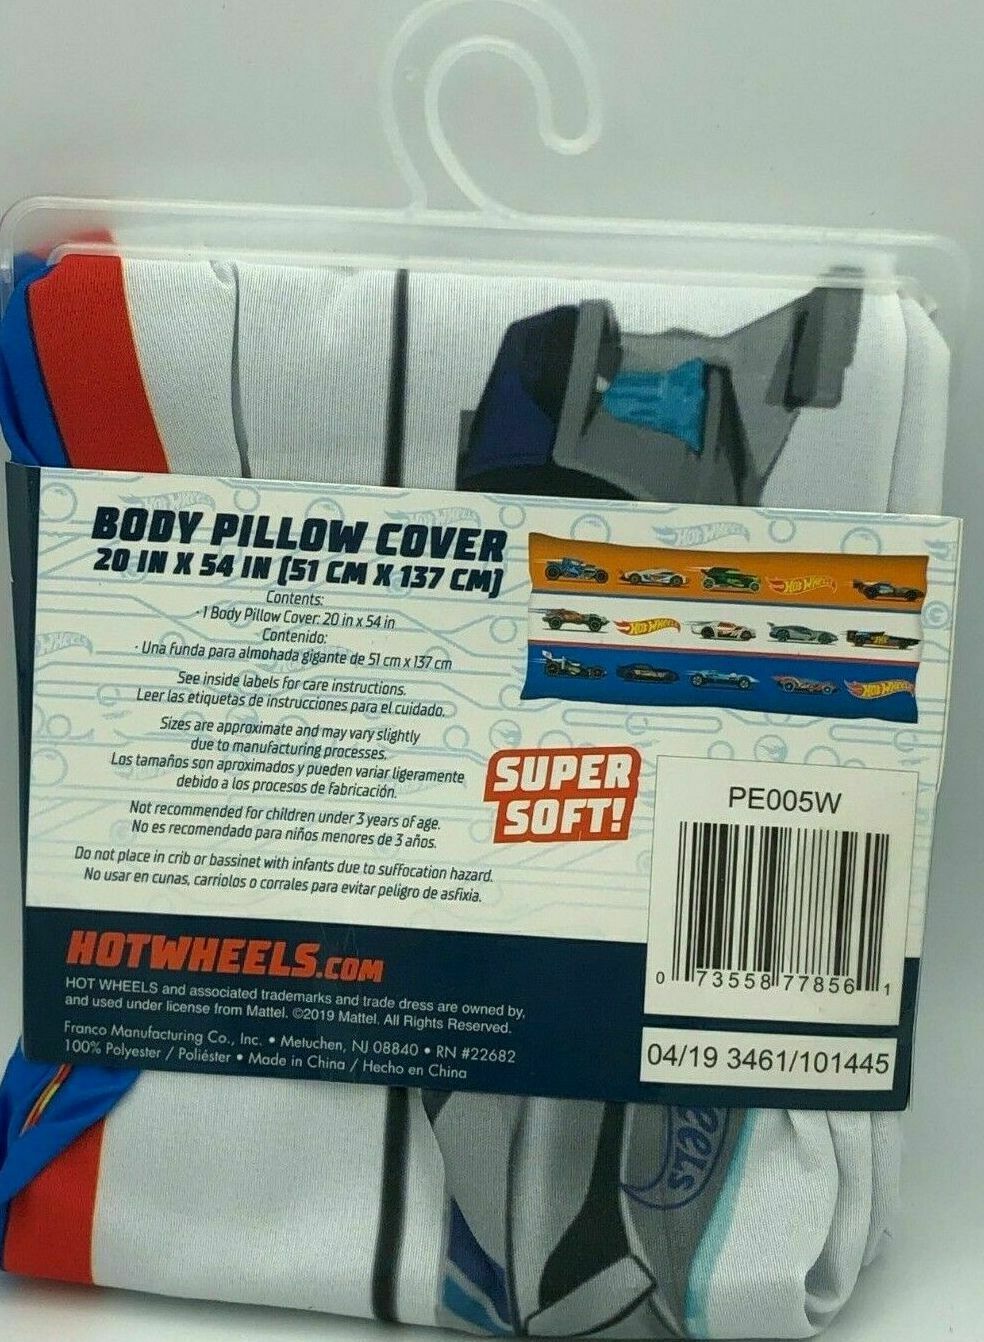 BODY PILLOW COVER
20 IN X 54 IN (51 CM X 137 CM)
Contents:
· 1 Body Pillow Cover: 20 in x 54 in
Contenido:
· Una funda para almohada gigante de 51 cm x 137 cm
See inside labels for care instructions.
Leer las etiquetas de instrucciones para el cuidado.
Sizes are approximate and may vary slightly
due to manufacturing processes.
Los tamaños son aproximados y pueden variar ligeramente
debido a los procesos de fabricación.
Not recommended for children under 3 years of age.
No es recomendado para niños menores de 3 años.
Do not place in crib or bassinet with infants due to suffocation hazard.
No usar en cunas, carriolos o corrales para evitar peligro de asfixia.
HOT WHEELS
HOT WHEELS
HOT WHEELS
SUPER
SOFT!
PE005W
0 73558 77856 1
04/19 3461/101445
HOTWHEELS.COM
HOT WHEELS and associated trademarks and trade dress are owned by,
and used under license from Mattel. ©2019 Mattel. All Rights Reserved.
Franco Manufacturing Co., Inc. • Metuchen, NJ 08840 • RN #22682
100% Polyester / Poliéster • Made in China / Hecho en China
eels